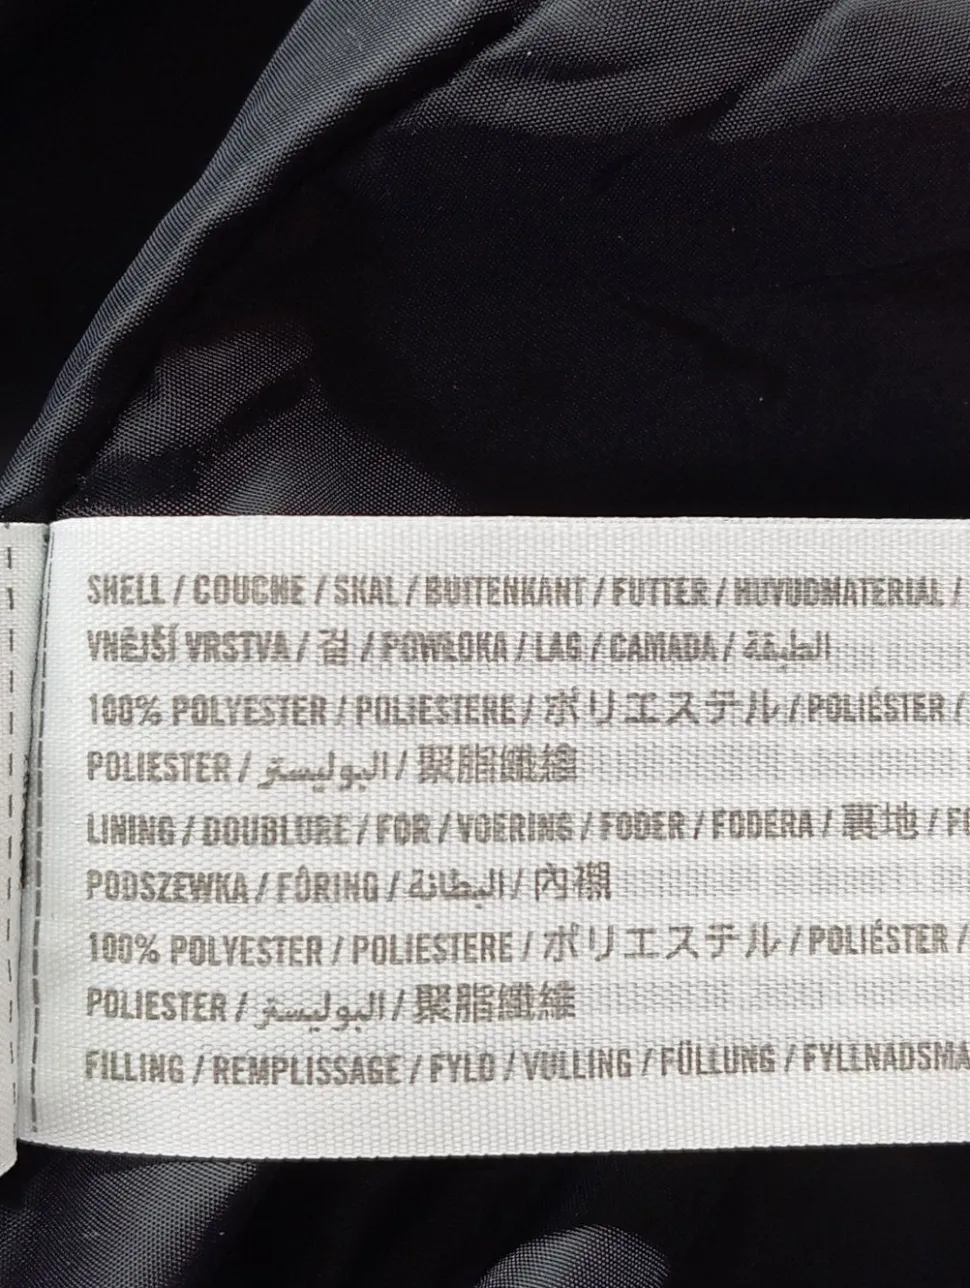 SHELL / COUCHE / SKAL / BUITENKANT / FUTTER / HUVUDMATERIAL /
VNĚJŠÍ VRSTVA / 겉 / POWŁOKA / LAG / CAMADA / الطبقة
100% POLYESTER / POLIESTERE / ポリエステル / POLIÉSTER /
POLIESTER / البوليستر / 聚脂纖維
LINING / DOUBLURE / FOR / VOERING / FODER / FODERA / 裏地 / FO
PODSZEWKA / FÔRING / البطانة / 內襯
100% POLYESTER / POLIESTERE / ポリエステル / POLIÉSTER /
POLIESTER / البوليستر / 聚脂纖維
FILLING / REMPLISSAGE / FYLD / VULLING / FÜLLUNG / FYLLNADSMA